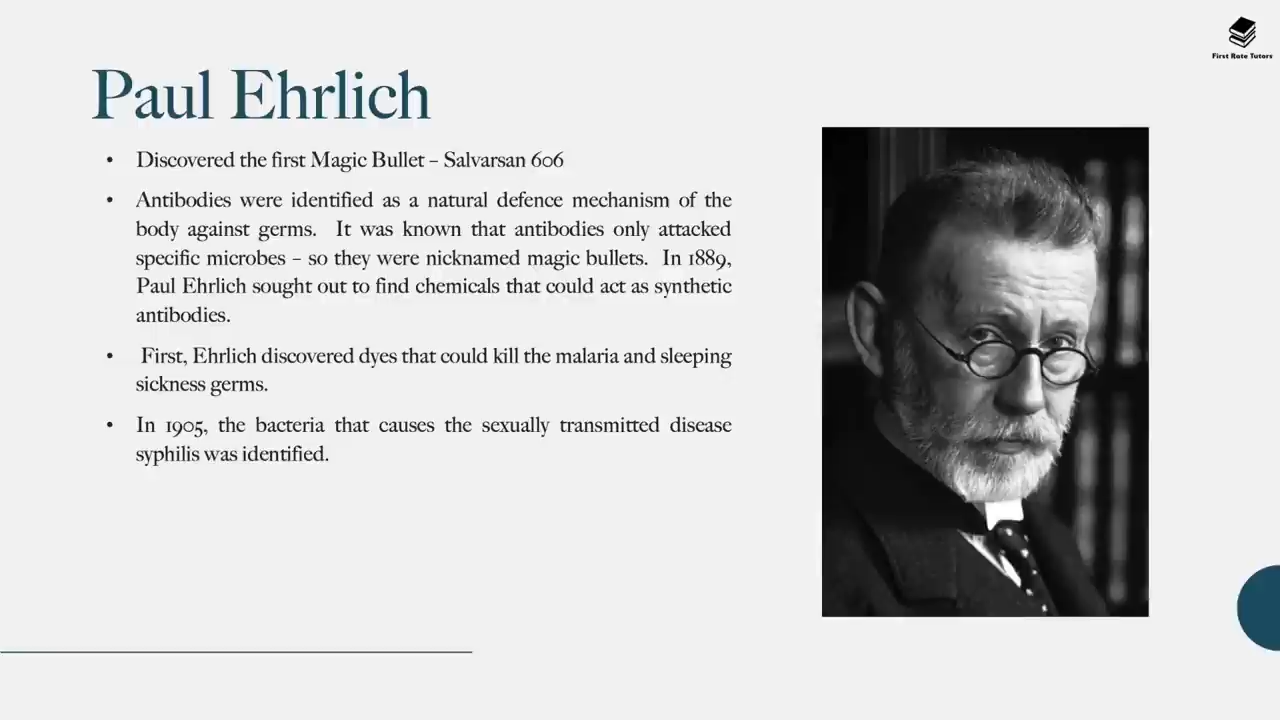 First Rate Tutors
Paul Ehrlich
• Discovered the first Magic Bullet – Salvarsan 606
• Antibodies were identified as a natural defence mechanism of the
body against germs. It was known that antibodies only attacked
specific microbes – so they were nicknamed magic bullets. In 1889,
Paul Ehrlich sought out to find chemicals that could act as synthetic
antibodies.
• First, Ehrlich discovered dyes that could kill the malaria and sleeping
sickness germs.
• In 1905, the bacteria that causes the sexually transmitted disease
syphilis was identified.